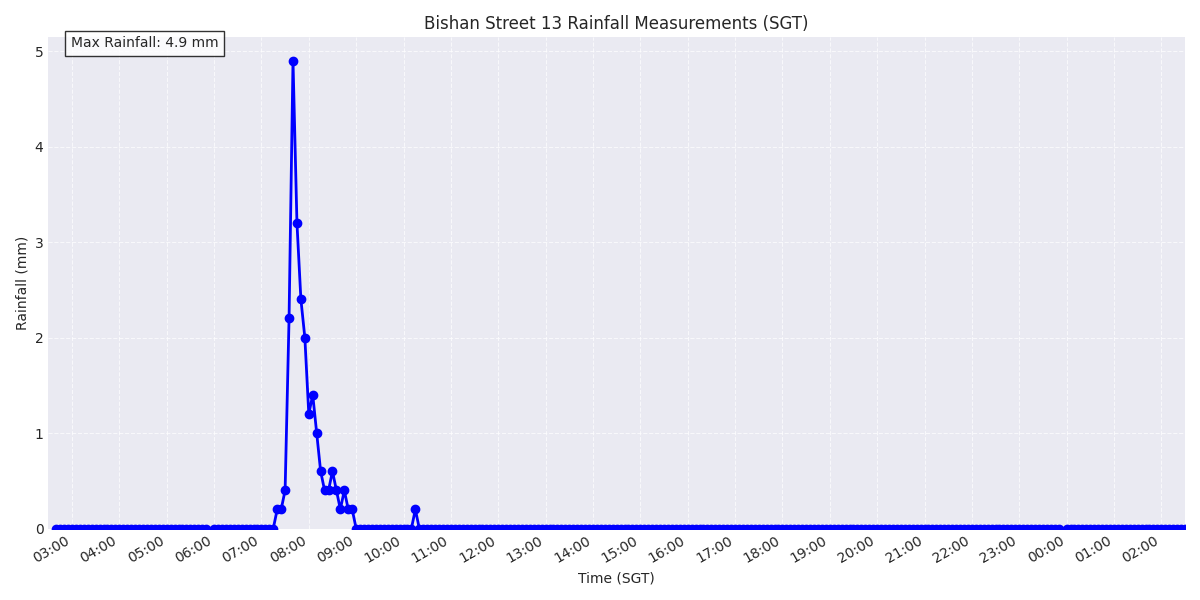 Bishan Street 13 Rainfall Measurements (SGT)
Max Rainfall: 4.9 mm
5
4
3
2
1
0
Rainfall (mm)
03:00 04:00 05:00 06:00 07:00 08:00 09:00 10:00 11:00 12:00 13:00 14:00 15:00 16:00 17:00 18:00 19:00 20:00 21:00 22:00 23:00 00:00 01:00 02:00
Time (SGT)